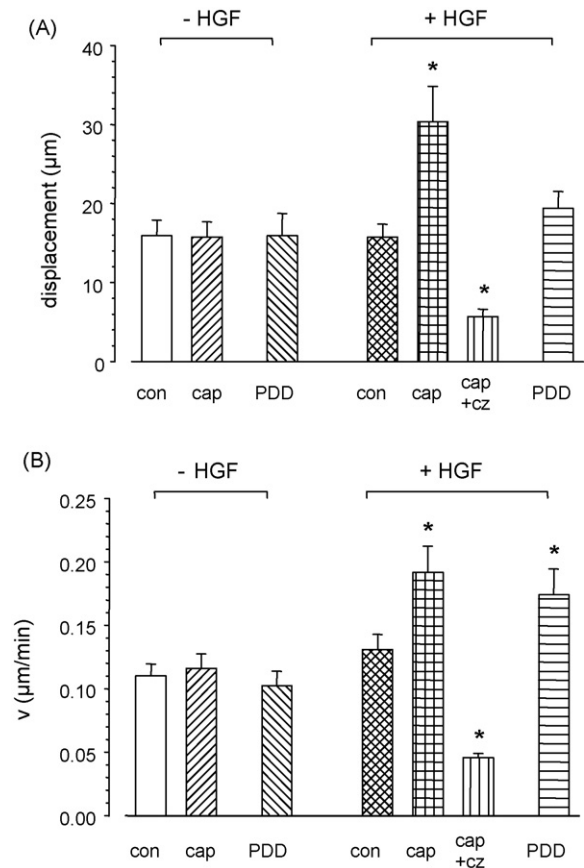 (A)
- HGF
+ HGF
displacement (µm)
40
30
20
10
0
*
*
con cap PDD con cap cap +cz PDD
(B)
- HGF
+ HGF
v (µm/min)
0.25
0.20
0.15
0.10
0.05
0.00
*
*
*
con cap PDD con cap cap +cz PDD